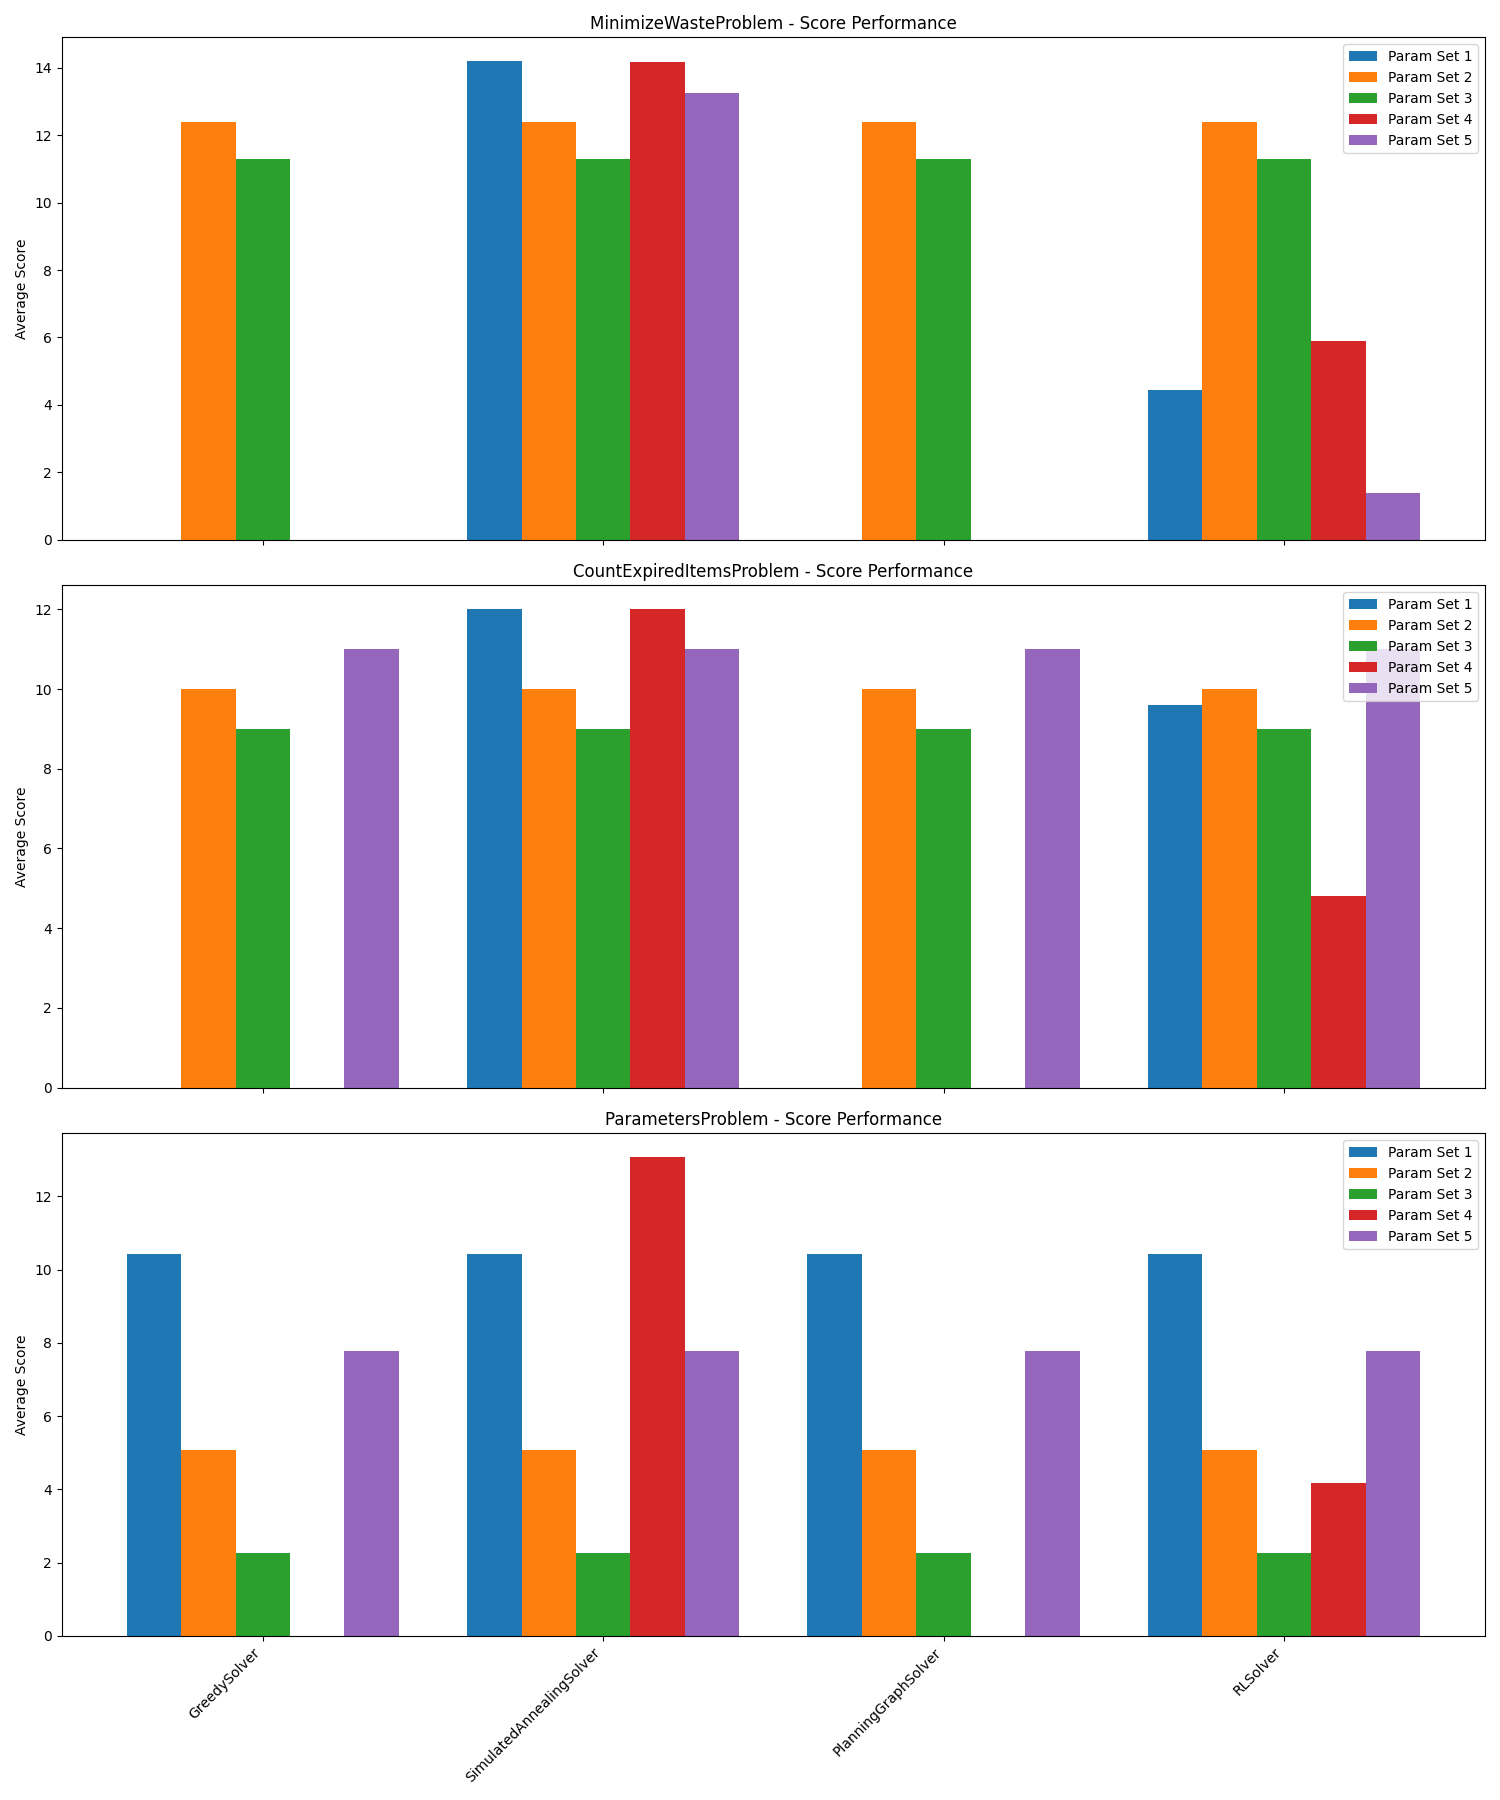 MinimizeWasteProblem - Score Performance
Average Score
14
12
10
8
6
4
2
0
Param Set 1
Param Set 2
Param Set 3
Param Set 4
Param Set 5
CountExpiredItemsProblem - Score Performance
Average Score
12
10
8
6
4
2
0
Param Set 1
Param Set 2
Param Set 3
Param Set 4
Param Set 5
ParametersProblem - Score Performance
Average Score
12
10
8
6
4
2
0
Param Set 1
Param Set 2
Param Set 3
Param Set 4
Param Set 5
GreedySolver
SimulatedAnnealingSolver
PlanningGraphSolver
RLSolver